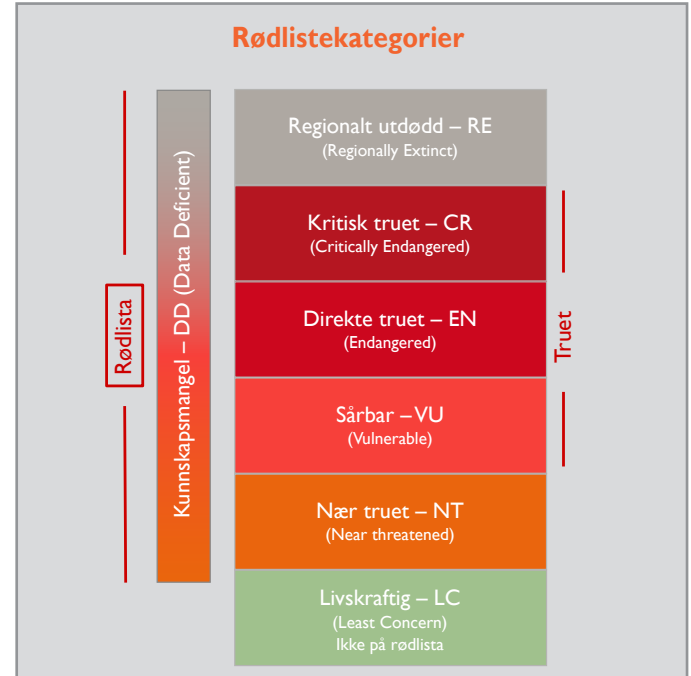 Rødlistekategorier
Rødlista
Kunnskapsmangel – DD (Data Deficient)
Regionalt utdødd – RE
(Regionally Extinct)
Kritisk truet – CR
(Critically Endangered)
Direkte truet – EN
(Endangered)
Sårbar – VU
(Vulnerable)
Nær truet – NT
(Near threatened)
Livskraftig – LC
(Least Concern)
Ikke på rødlista
Truet